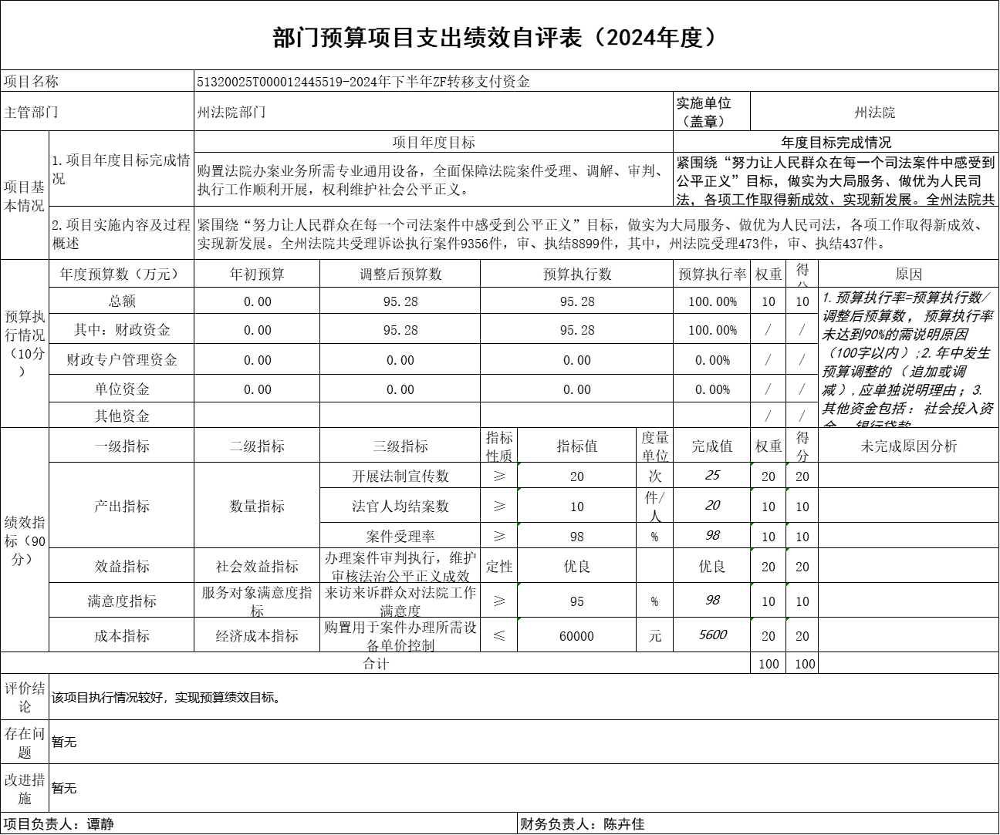 部门预算项目支出绩效自评表（2024年度）
项目名称 51320025T000012445519-2024年下半年ZF转移支付资金
主管部门 州法院部门 实施单位（盖章） 州法院
项目基本情况
1.项目年度目标完成情况
项目年度目标 年度目标完成情况
购置法院办案业务所需专业通用设备，全面保障法院案件受理、调解、审判、
执行工作顺利开展，权利维护社会公平正义。
紧围绕“努力让人民群众在每一个司法案件中感受到
公平正义”目标，做实为大局服务、做优为人民司
法，各项工作取得新成效、实现新发展。全州法院共
2.项目实施内容及过程概述
紧围绕“努力让人民群众在每一个司法案件中感受到公平正义”目标，做实为大局服务、做优为人民司法，各项工作取得新成效、
实现新发展。全州法院共受理诉讼执行案件9356件，审、执结8899件，其中，州法院受理473件，审、执结437件。
预算执行情况（10分）
年度预算数（万元） 年初预算 调整后预算数 预算执行数 预算执行率 权重 得分 原因
总额 0.00 95.28 95.28 100.00% 10 10
其中：财政资金 0.00 95.28 95.28 100.00% / /
财政专户管理资金 0.00 0.00 0.00 0.00% / /
单位资金 0.00 0.00 0.00 0.00% / /
其他资金 / /
1.预算执行率=预算执行数/
调整后预算数，预算执行率
未达到90%的需说明原因
（100字以内）;2.年中发生
预算调整的（追加或调
减）,应单独说明理由；3.
其他资金包括：社会投入资
金、银行贷款
绩效指标（90分）
一级指标 二级指标 三级指标 指标性质 指标值 度量单位 完成值 权重 得分 未完成原因分析
产出指标 数量指标 开展法制宣传数 ≥ 20 次 25 20 20
法官人均结案数 ≥ 10 件/人 20 10 10
案件受理率 ≥ 98 % 98 10 10
效益指标 社会效益指标 办理案件审判执行，维护审核法治公平正义成效 定性 优良 优良 20 20
满意度指标 服务对象满意度指标 来访来诉群众对法院工作满意度 ≥ 95 % 98 10 10
成本指标 经济成本指标 购置用于案件办理所需设备单价控制 ≤ 60000 元 5600 20 20
合计 100 100
评价结论 该项目执行情况较好，实现预算绩效目标。
存在问题 暂无
改进措施 暂无
项目负责人：谭静 财务负责人：陈卉佳